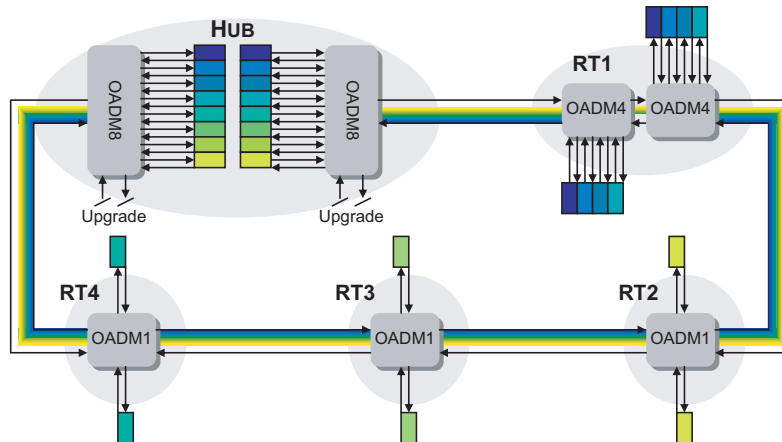 HUB
OADM8
OADM8
Upgrade
Upgrade
RT1
OADM4
OADM4
RT4
OADM1
RT3
OADM1
RT2
OADM1